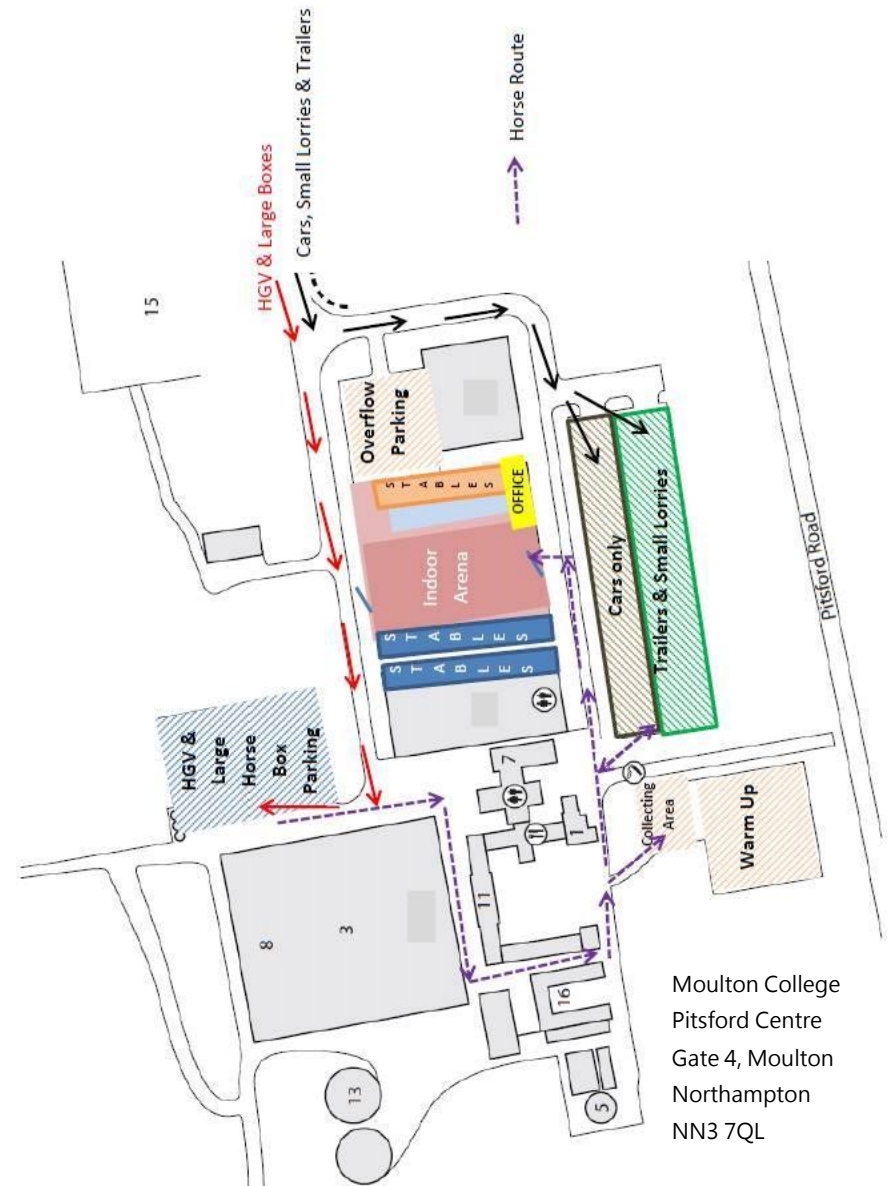 HGV & Large Boxes
Cars, Small Lorries & Trailers
Horse Route
15
Overflow
Parking
STABLES
OFFICE
Indoor
Arena
STABLES
STABLES
HGV &
Large
Horse
Box
Parking
Cars only
Trailers & Small Lorries
Pitsford Road
7
1
11
Collecting
Area
Warm Up
8
3
16
13
5
Moulton College
Pitsford Centre
Gate 4, Moulton
Northampton
NN3 7QL